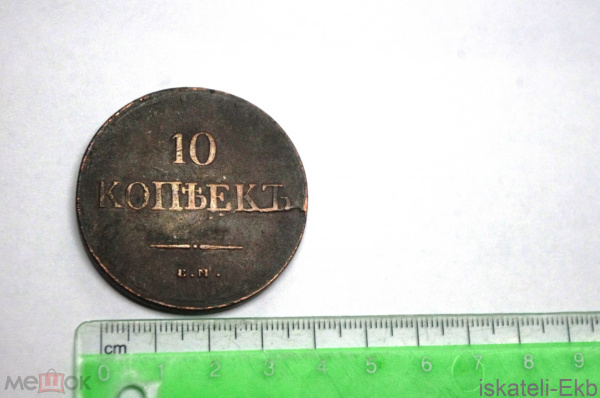 10
КОПѢЕКЪ
Е.М.
cm
0 1 2 3 4 5 6 7 8 9
мешок
iskateli-Ekb